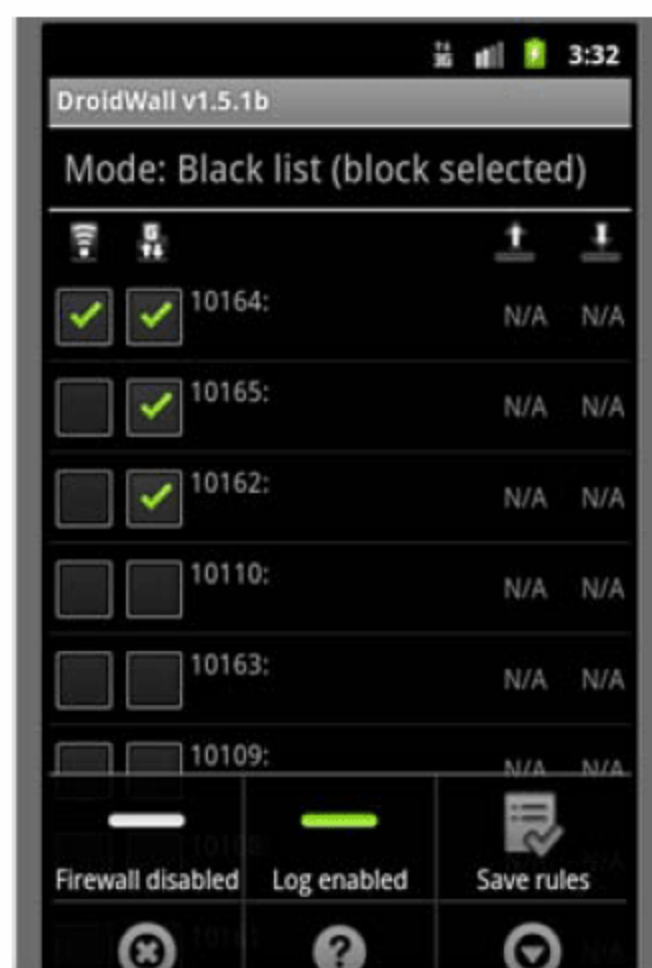 3G 3:32
DroidWall v1.5.1b
Mode: Black list (block selected)
G
10164: N/A N/A
10165: N/A N/A
10162: N/A N/A
10110: N/A N/A
10163: N/A N/A
10109: N/A N/A
Firewall disabled Log enabled Save rules
?